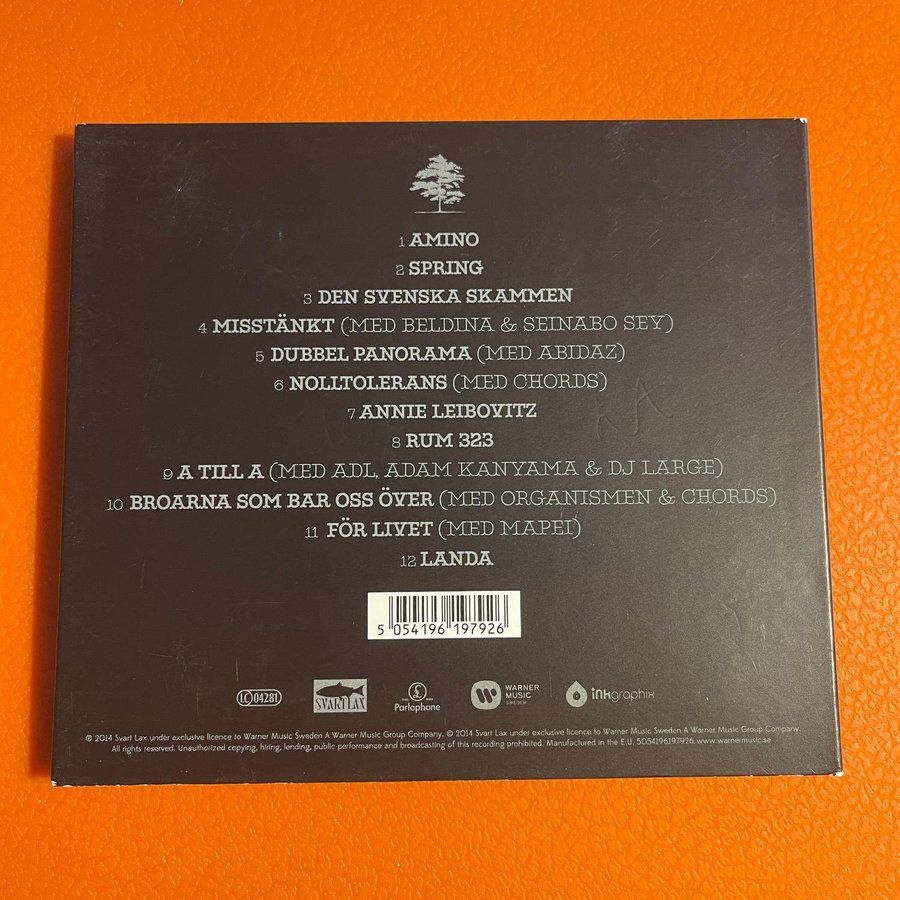 1 AMINO
2 SPRING
3 DEN SVENSKA SKAMMEN
4 MISSTÄNKT (MED BELDINA & SEINABO SEY)
5 DUBBEL PANORAMA (MED ABIDAZ)
6 NOLLTOLERANS (MED CHORDS)
7 ANNIE LEIBOVITZ
8 RUM 323
9 A TILL A (MED ADL, ADAM KANYAMA & DJ LARGE)
10 BROARNA SOM BAR OSS ÖVER (MED ORGANISMEN & CHORDS)
11 FÖR LIVET (MED MAPEI)
12 LANDA
5 054196 197926
LC 04281
SVART LAX
Parlophone
WARNER MUSIC SWEDEN
inkgraphix
℗ 2014 Svart Lax under exclusive licence to Warner Music Sweden A Warner Music Group Company. © 2014 Svart Lax under exclusive licence to Warner Music Sweden A Warner Music Group Company.
All rights reserved. Unauthorized copying, hiring, lending, public performance and broadcasting of this recording prohibited. Manufactured in the E.U. 5054196197926. www.warnermusic.se